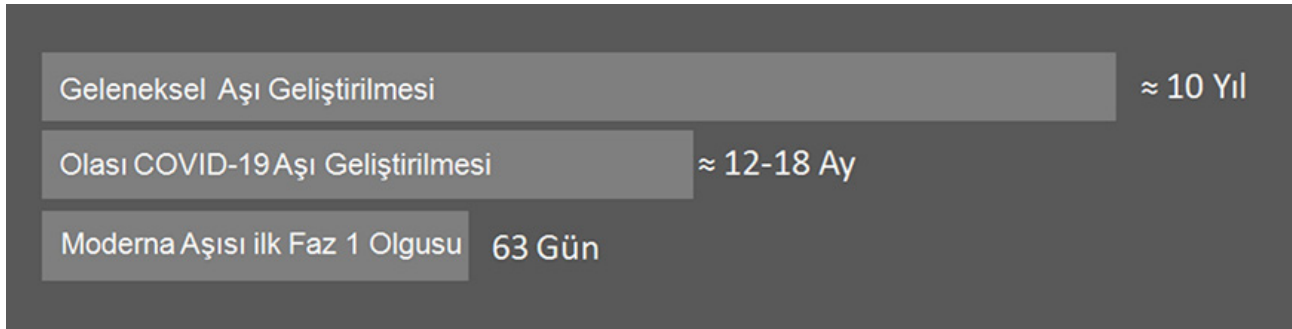 Geleneksel Aşı Geliştirilmesi ≈ 10 Yıl
Olası COVID-19 Aşı Geliştirilmesi ≈ 12-18 Ay
Moderna Aşısı ilk Faz 1 Olgusu 63 Gün